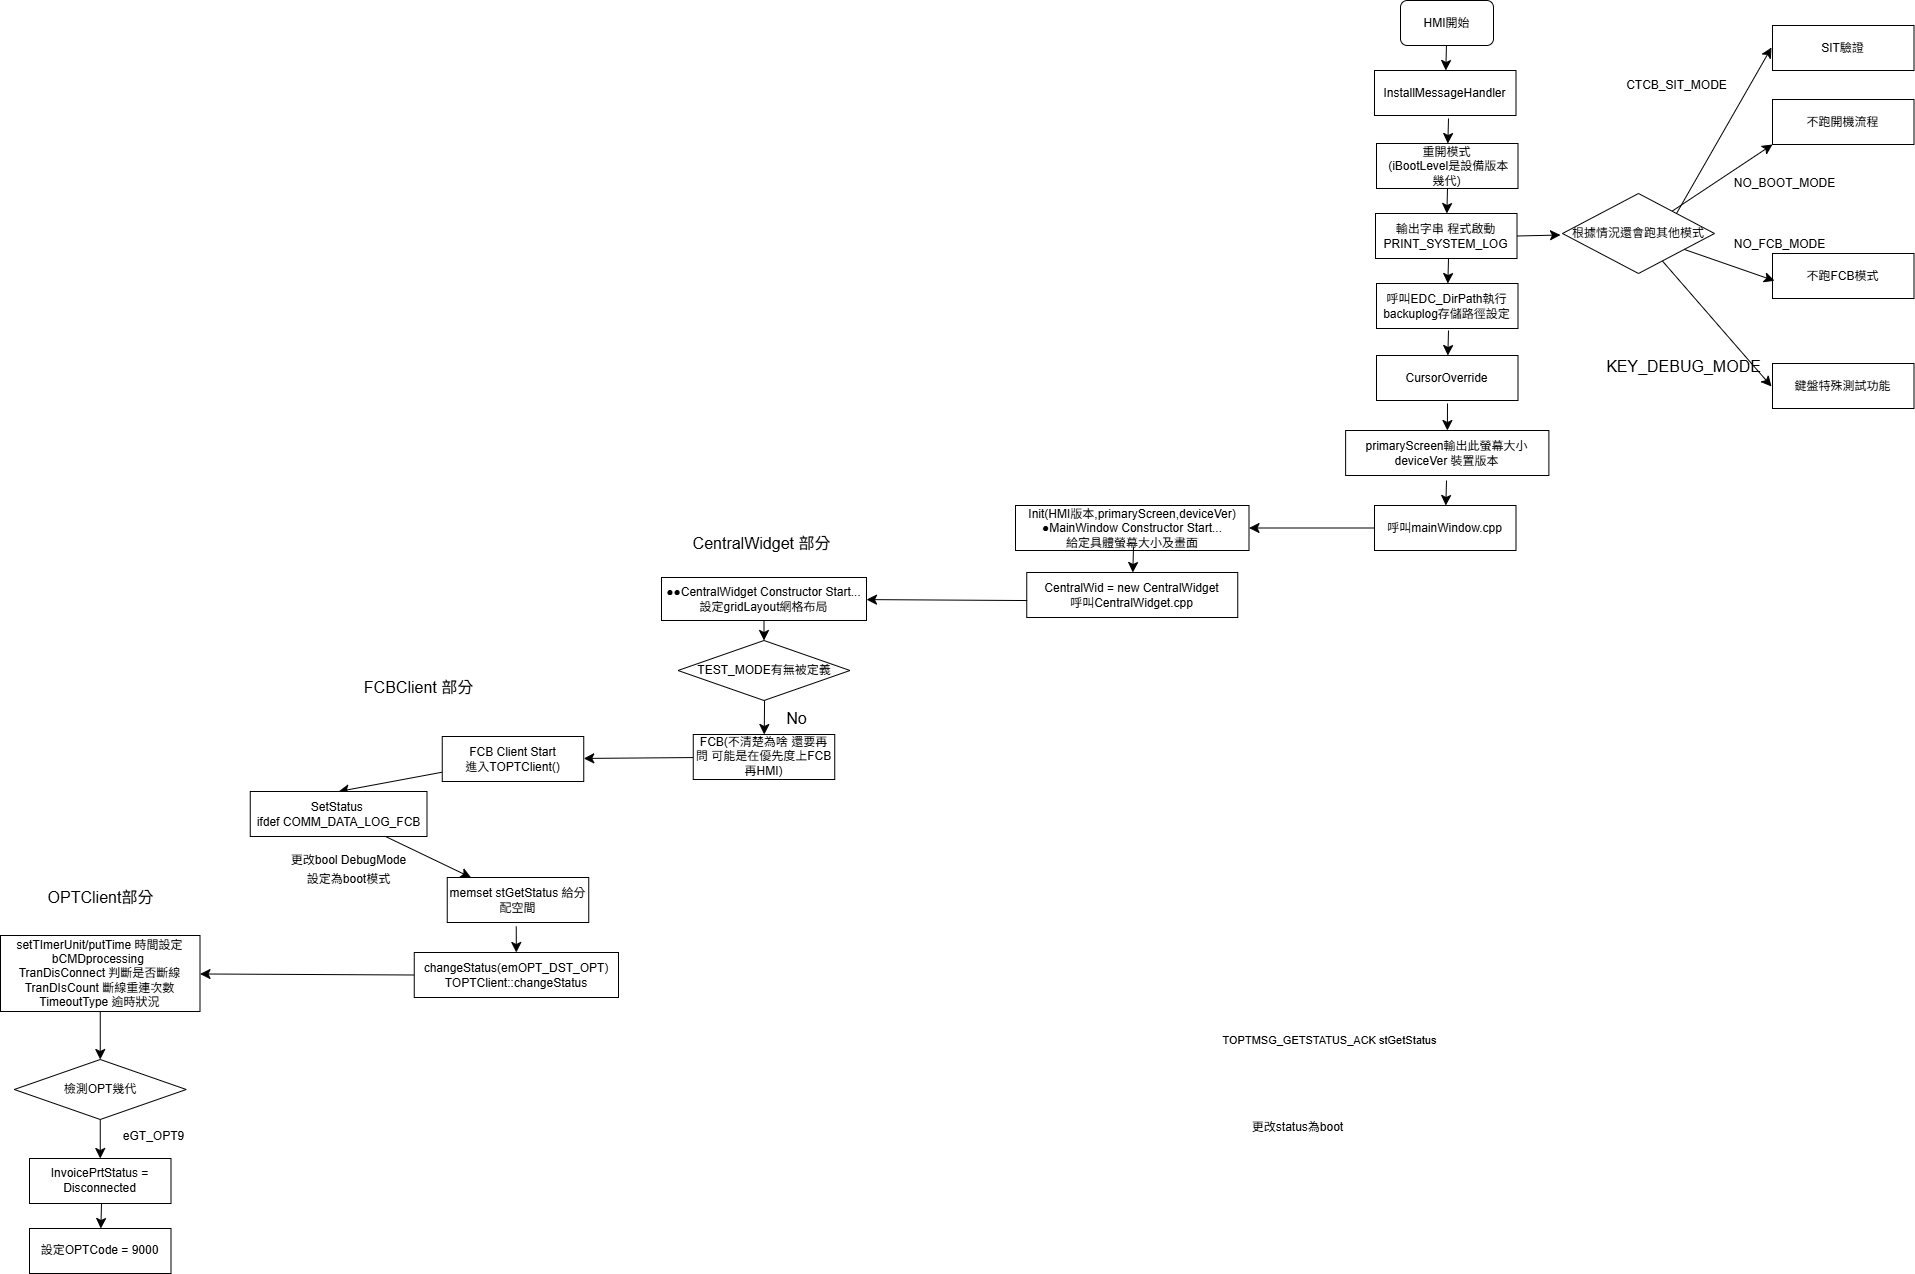 HMI開始
InstallMessageHandler
重開模式
(iBootLevel是設備版本
幾代)
輸出字串 程式啟動
PRINT_SYSTEM_LOG
根據情況還會跑其他模式
CTCB_SIT_MODE
SIT驗證
NO_BOOT_MODE
不跑開機流程
NO_FCB_MODE
不跑FCB模式
KEY_DEBUG_MODE
鍵盤特殊測試功能
呼叫EDC_DirPath執行
backuplog存儲路徑設定
CursorOverride
primaryScreen輸出此螢幕大小
deviceVer 裝置版本
呼叫mainWindow.cpp
Init(HMI版本,primaryScreen,deviceVer)
●MainWindow Constructor Start...
給定具體螢幕大小及畫面
CentralWid = new CentralWidget
呼叫CentralWidget.cpp
CentralWidget 部分
●●CentralWidget Constructor Start...
設定gridLayout網格布局
TEST_MODE有無被定義
No
FCB(不清楚為啥 還要再
問 可能是在優先度上FCB
再HMI)
FCBClient 部分
FCB Client Start
進入TOPTClient()
SetStatus
ifdef COMM_DATA_LOG_FCB
更改bool DebugMode
設定為boot模式
memset stGetStatus 給分
配空間
changeStatus(emOPT_DST_OPT)
TOPTClient::changeStatus
OPTClient部分
setTImerUnit/putTime 時間設定
bCMDprocessing
TranDisConnect 判斷是否斷線
TranDIsCount 斷線重連次數
TimeoutType 逾時狀況
檢測OPT幾代
eGT_OPT9
InvoicePrtStatus =
Disconnected
設定OPTCode = 9000
TOPTMSG_GETSTATUS_ACK stGetStatus
更改status為boot